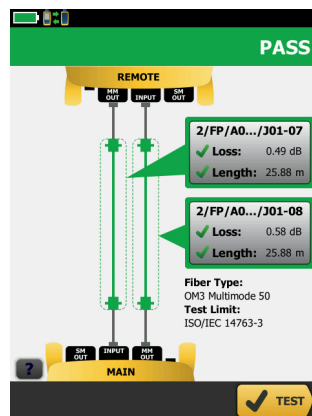 PASS
REMOTE
MM OUT
INPUT
SM OUT
2/FP/A0.../J01-07
Loss: 0.49 dB
Length: 25.88 m
2/FP/A0.../J01-08
Loss: 0.58 dB
Length: 25.88 m
Fiber Type:
OM3 Multimode 50
Test Limit:
ISO/IEC 14763-3
SM OUT
INPUT
MM OUT
MAIN
?
TEST